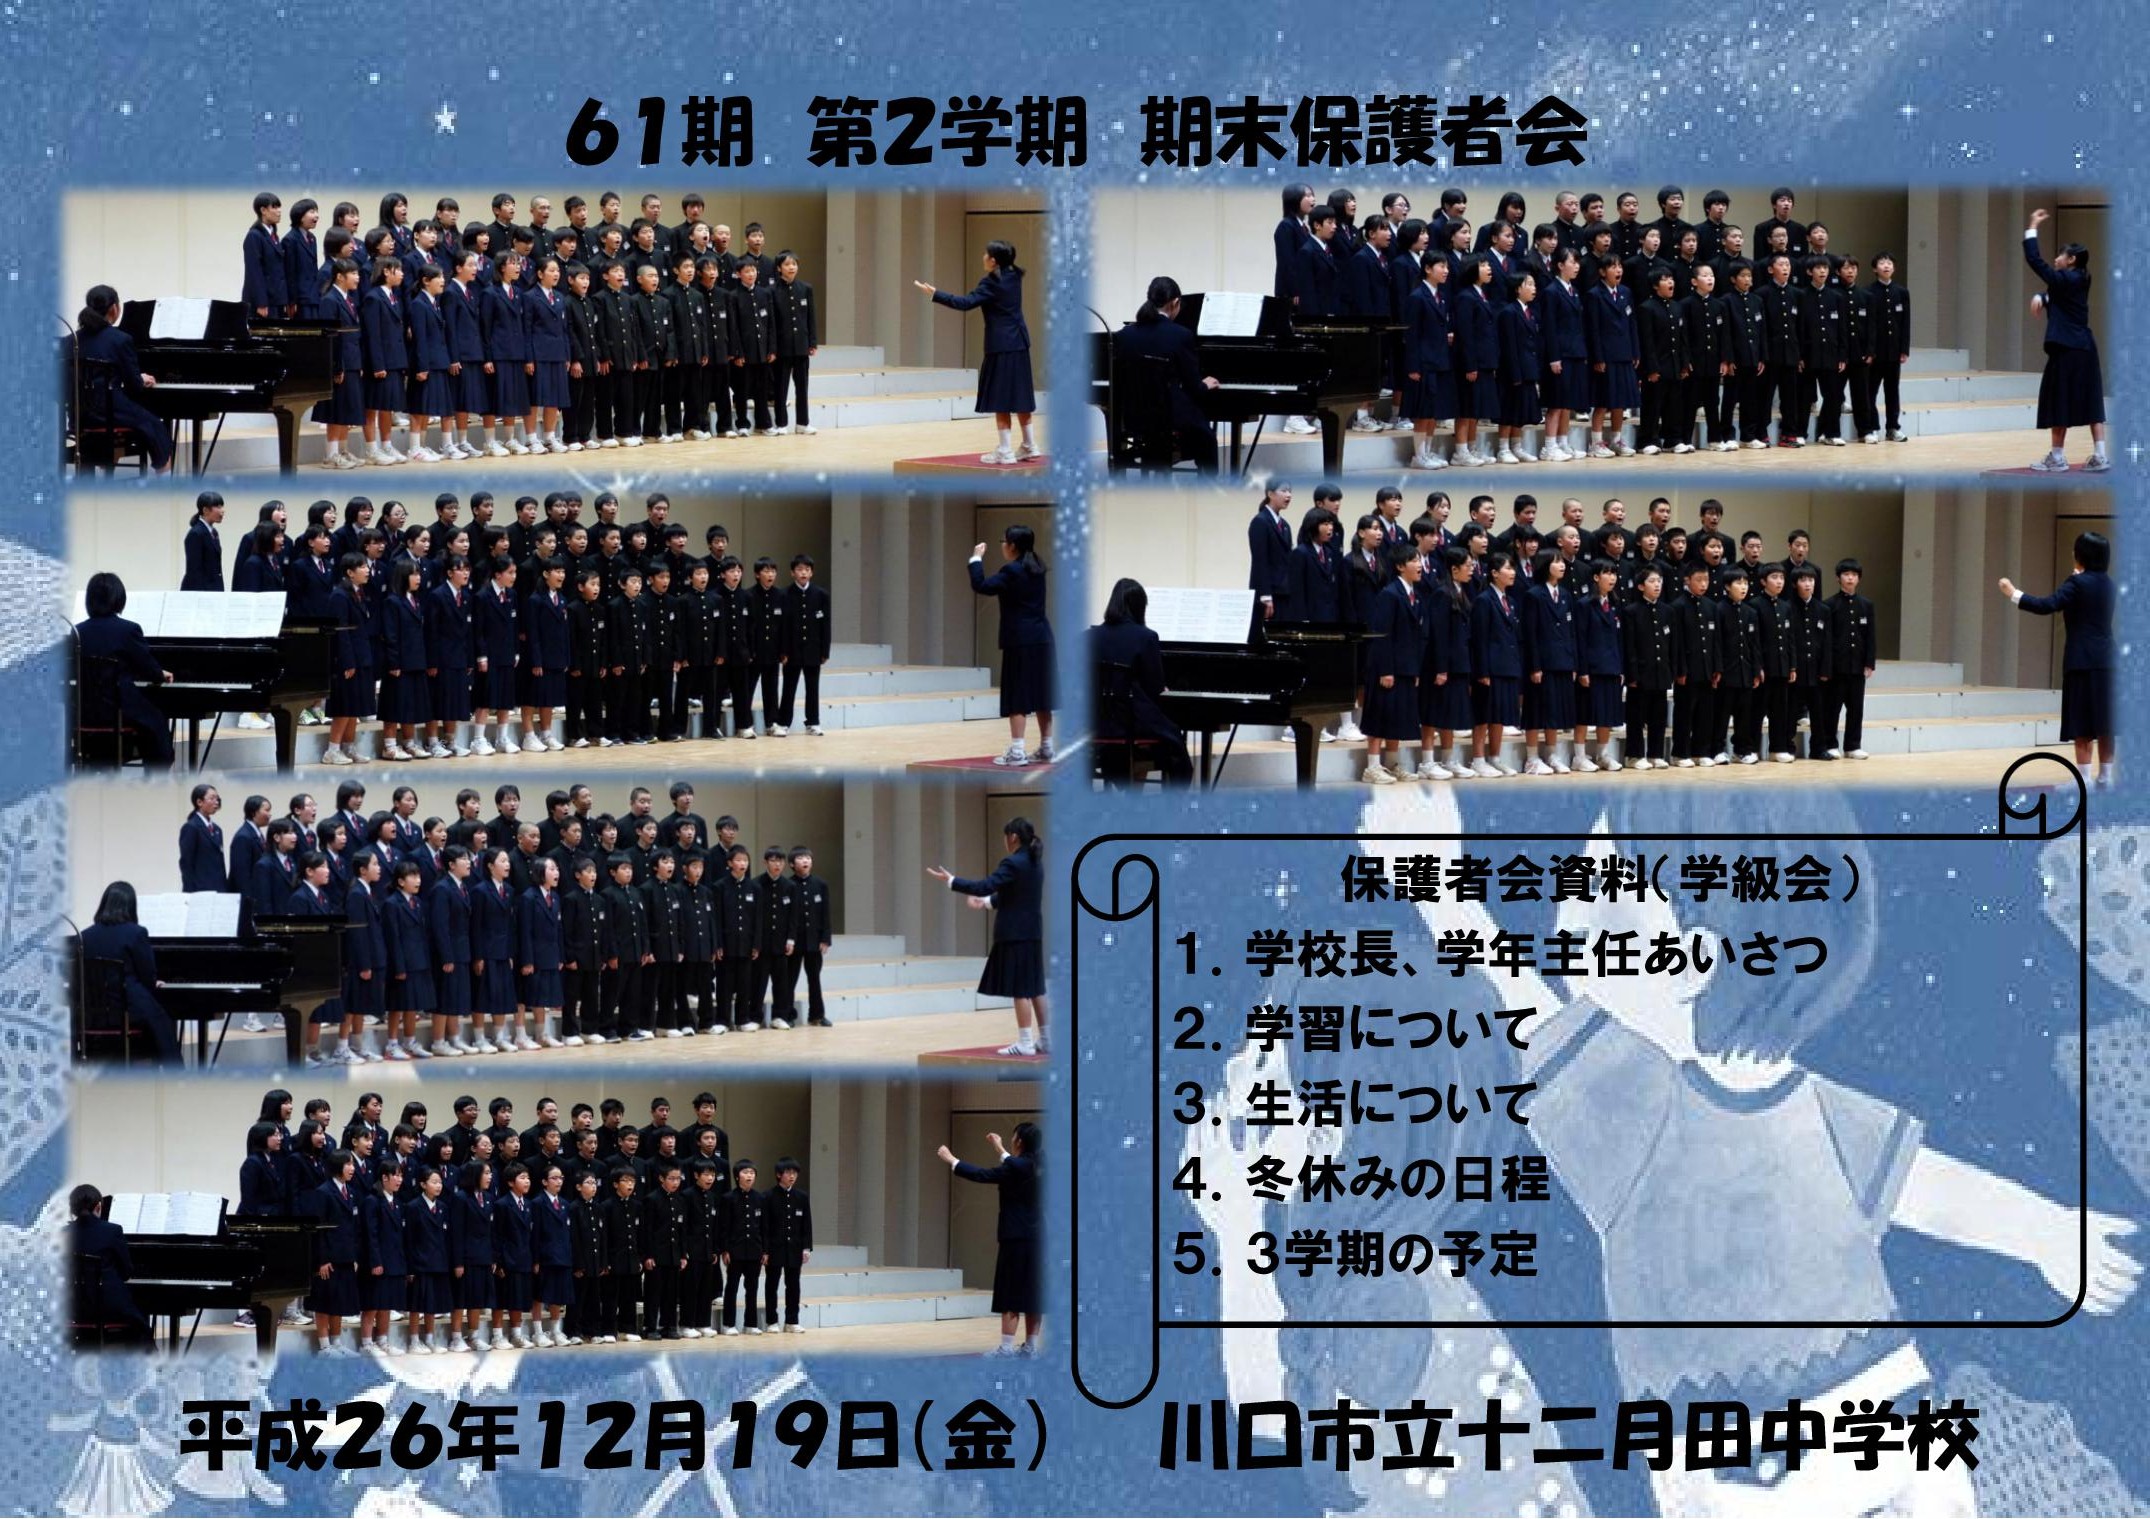 61期　第2学期　期末保護者会
保護者会資料(学級会)
1. 学校長、学年主任あいさつ
2. 学習について
3. 生活について
4. 冬休みの日程
5. 3学期の予定
平成26年12月19日(金)　川口市立十二月田中学校